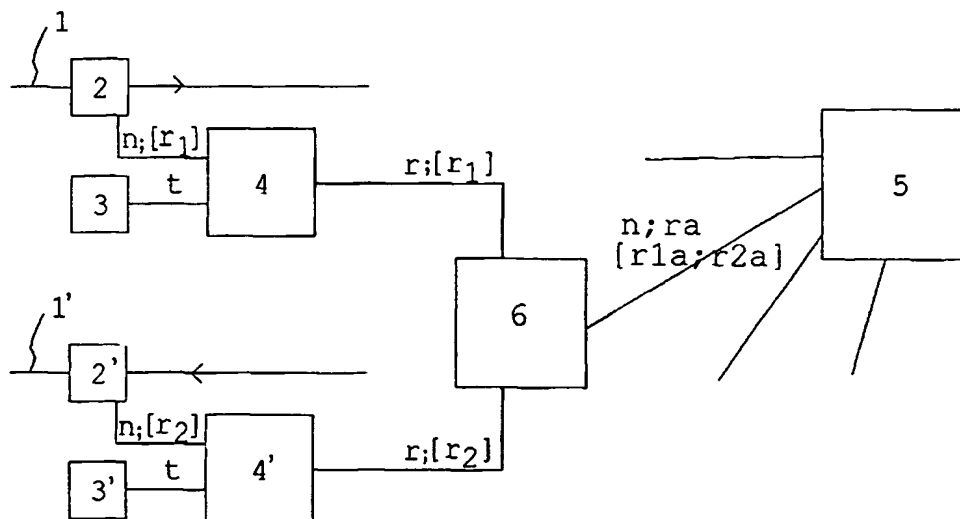 1
2
n;[r1]
3
t
4
r;[r1]
5
n;ra
[r1a;r2a]
6
1'
2'
n;[r2]
3'
t
4'
r;[r2]